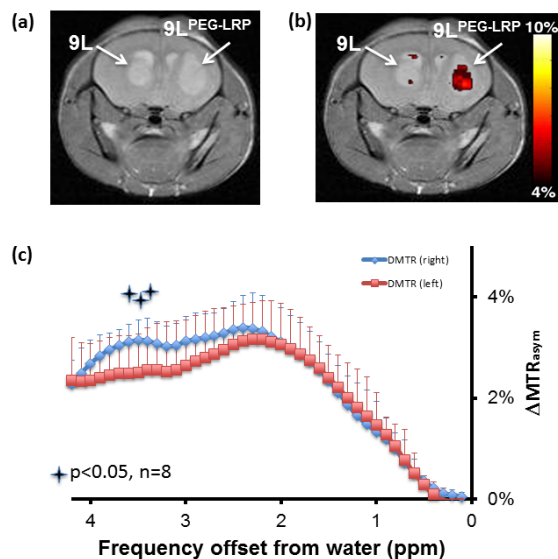 (a)
9L
9L PEG-LRP
(b)
9L
9L PEG-LRP
10%
4%
(c)
DMTR (right)
DMTR (left)
4%
2%
0%
ΔMTRasym
p<0.05, n=8
4 3 2 1 0
Frequency offset from water (ppm)